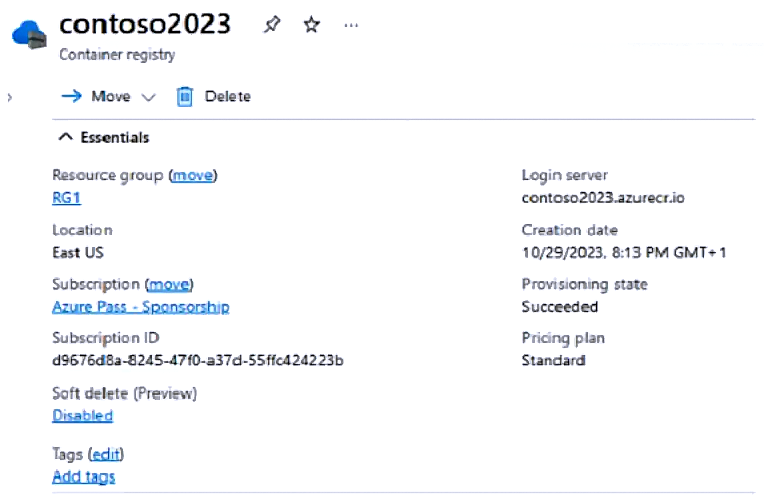 contoso2023
Container registry
Move
Delete
Essentials
Resource group (move)
RG1
Location
East US
Subscription (move)
Azure Pass - Sponsorship
Subscription ID
d9676d8a-8245-47f0-a37d-55ffc424223b
Soft delete (Preview)
Disabled
Tags (edit)
Add tags
Login server
contoso2023.azurecr.io
Creation date
10/29/2023, 8:13 PM GMT+1
Provisioning state
Succeeded
Pricing plan
Standard